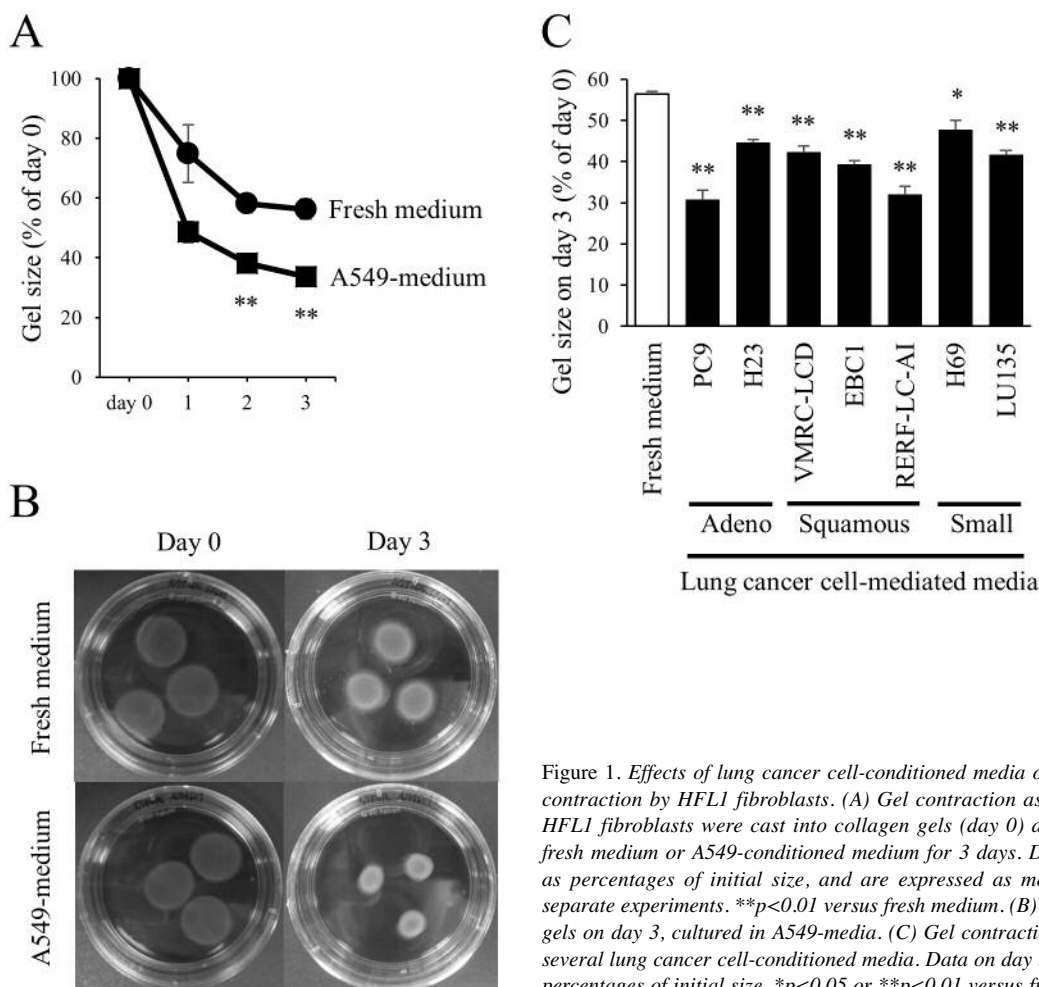 A
Gel size (% of day 0)
100
80
60
40
20
0
day 0 1 2 3
Fresh medium
A549-medium
**
**
B
Day 0 Day 3
Fresh medium
A549-medium
C
Gel size on day 3 (% of day 0)
60
50
40
30
20
10
0
** ** ** ** ** * **
Fresh medium
PC9
H23
VMRC-LCD
EBC1
RERF-LC-AI
H69
LU135
Adeno Squamous Small
Lung cancer cell-mediated media
Figure 1. Effects of lung cancer cell-conditioned media o
contraction by HFL1 fibroblasts. (A) Gel contraction as
HFL1 fibroblasts were cast into collagen gels (day 0) a
fresh medium or A549-conditioned medium for 3 days. D
as percentages of initial size, and are expressed as me
separate experiments. **p<0.01 versus fresh medium. (B)
gels on day 3, cultured in A549-media. (C) Gel contractio
several lung cancer cell-conditioned media. Data on day
percentages of initial size. *p<0.05 or **p<0.01 versus fr